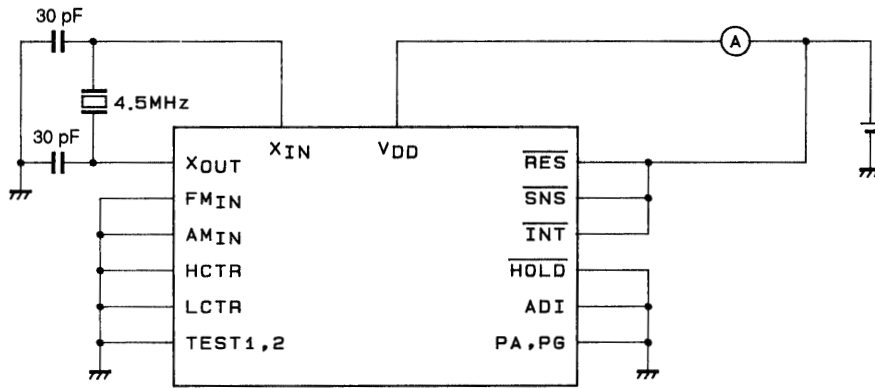 30 pF
A
4.5MHz
30 pF
XIN
VDD
XOUT
RES
FMIN
SNS
AMIN
INT
HCTR
HOLD
LCTR
ADI
TEST1,2
PA,PG